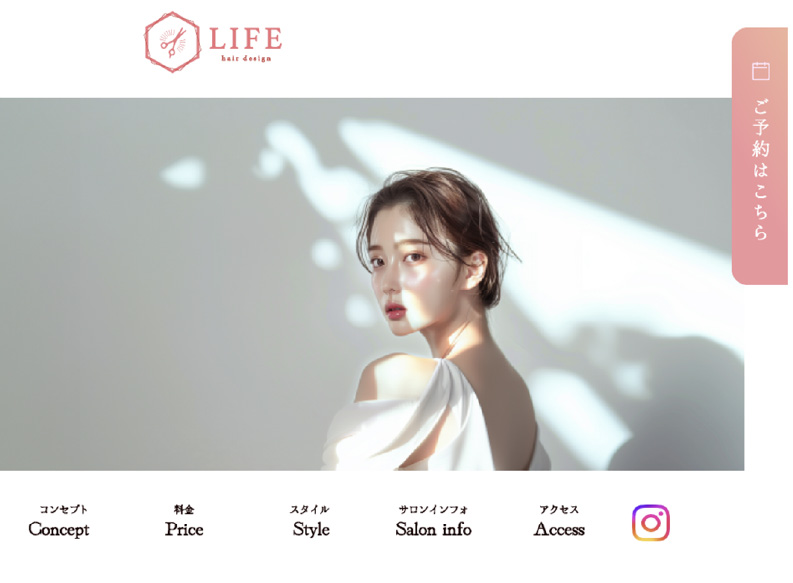 LIFE
hair design
ご予約はこちら
コンセプト
Concept
料金
Price
スタイル
Style
サロンインフォ
Salon info
アクセス
Access